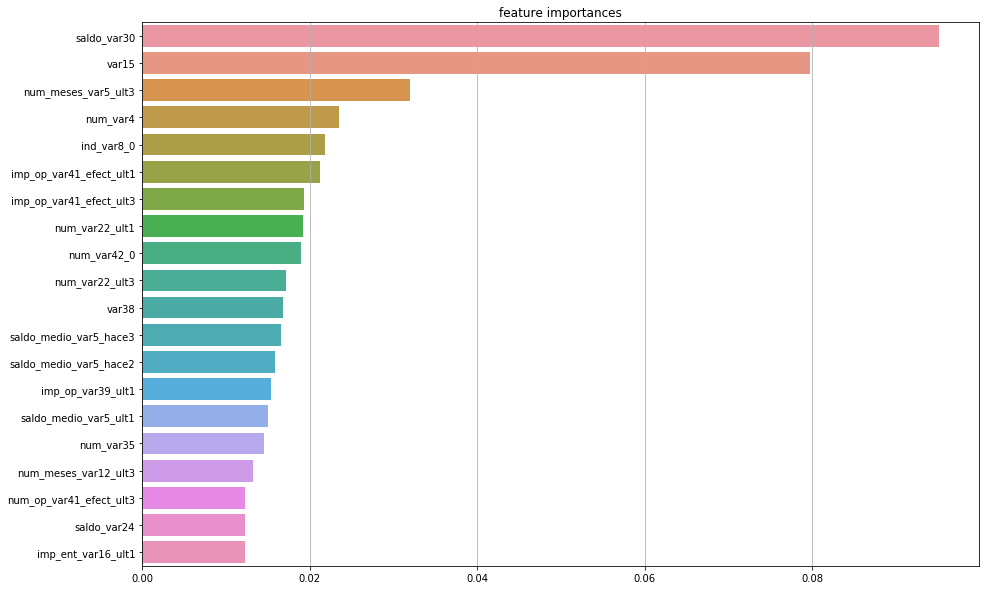 feature importances
saldo_var30
var15
num_meses_var5_ult3
num_var4
ind_var8_0
imp_op_var41_efect_ult1
imp_op_var41_efect_ult3
num_var22_ult1
num_var42_0
num_var22_ult3
var38
saldo_medio_var5_hace3
saldo_medio_var5_hace2
imp_op_var39_ult1
saldo_medio_var5_ult1
num_var35
num_meses_var12_ult3
num_op_var41_efect_ult3
saldo_var24
imp_ent_var16_ult1
0.00 0.02 0.04 0.06 0.08